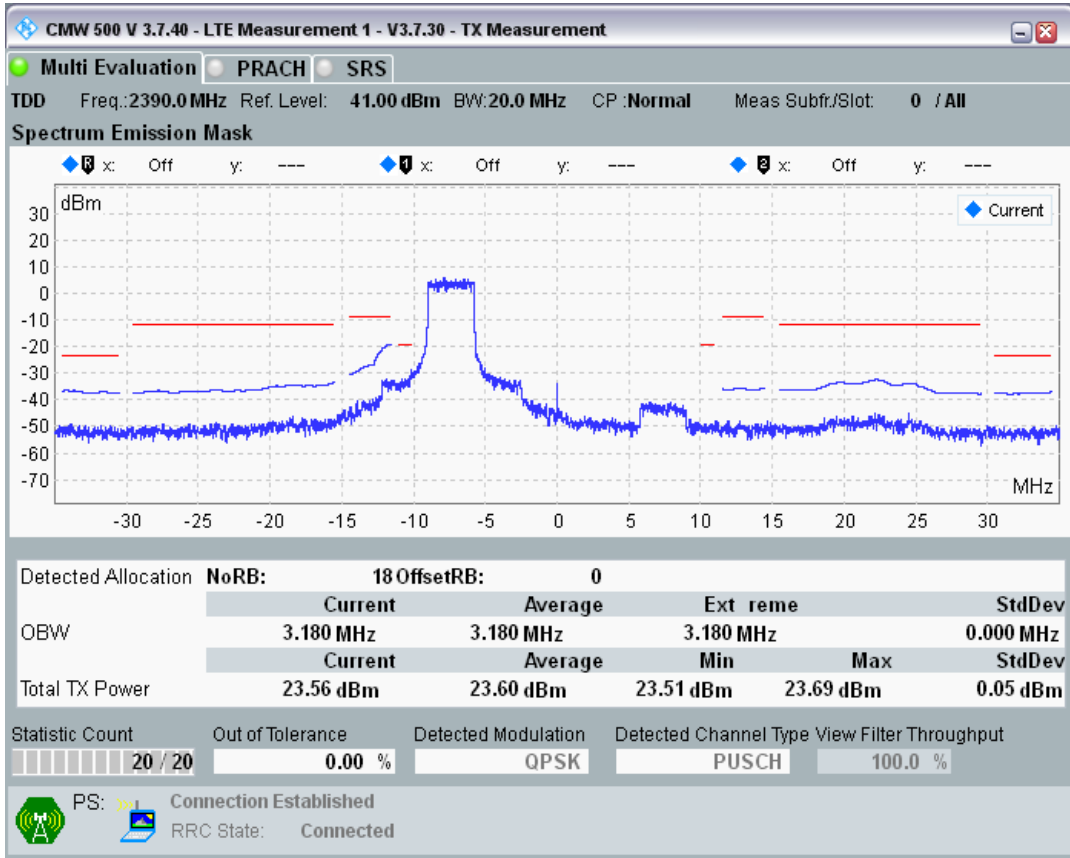 CMW 500 V 3.7.40 - LTE Measurement 1 - V3.7.30 - TX Measurement
Multi Evaluation PRACH SRS
TDD Freq.:2390.0 MHz Ref. Level: 41.00 dBm BW:20.0 MHz CP :Normal Meas Subfr./Slot: 0 / All
Spectrum Emission Mask
R x: Off y: --- 1 x: Off y: --- 2 x: Off y: ---
dBm
Current
30
20
10
0
-10
-20
-30
-40
-50
-60
-70
MHz
-30 -25 -20 -15 -10 -5 0 5 10 15 20 25 30
Detected Allocation NoRB: 18 OffsetRB: 0
Current Average Ext reme StdDev
OBW 3.180 MHz 3.180 MHz 3.180 MHz 0.000 MHz
Current Average Min Max StdDev
Total TX Power 23.56 dBm 23.60 dBm 23.51 dBm 23.69 dBm 0.05 dBm
Statistic Count Out of Tolerance Detected Modulation Detected Channel Type View Filter Throughput
20 / 20 0.00 % QPSK PUSCH 100.0 %
PS: Connection Established
RRC State: Connected